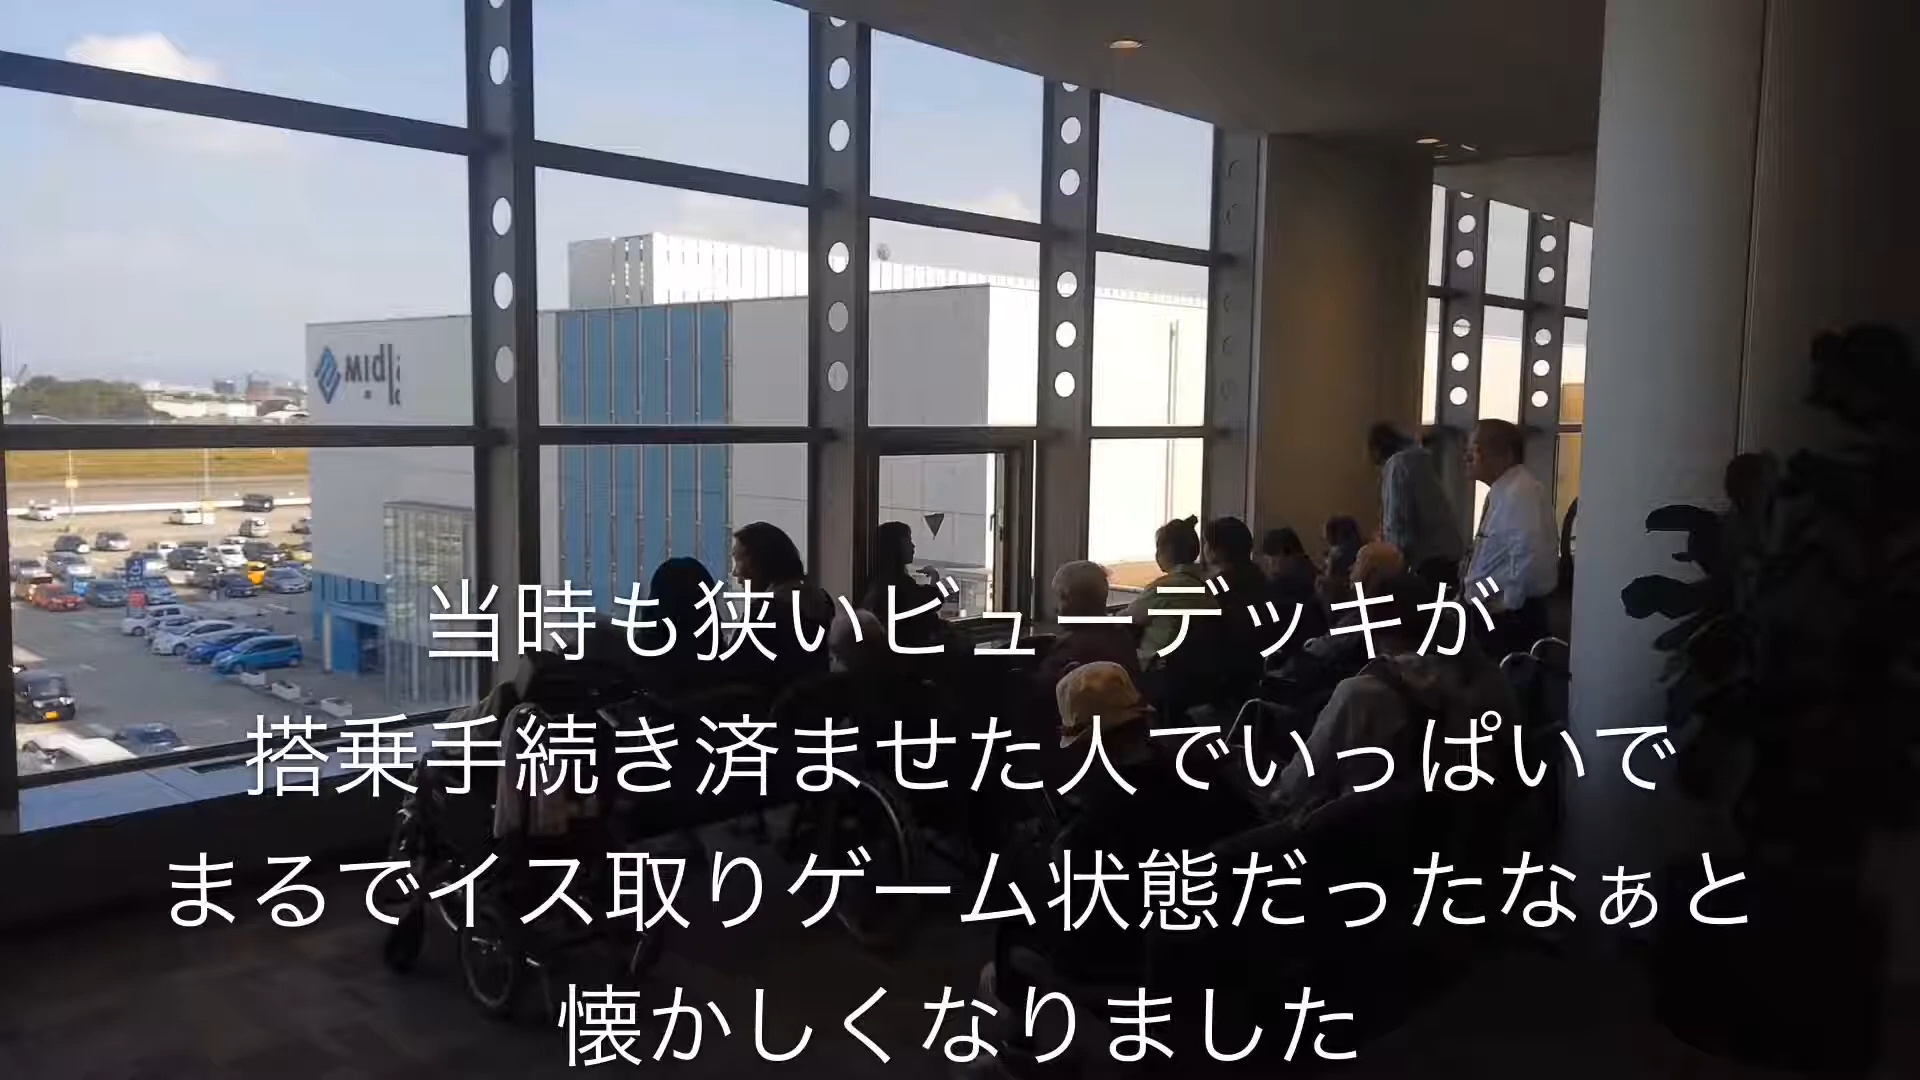 midla
当時も狭いビューデッキが
搭乗手続き済ませた人でいっぱいで
まるでイス取りゲーム状態だったなぁと
懐かしくなりました